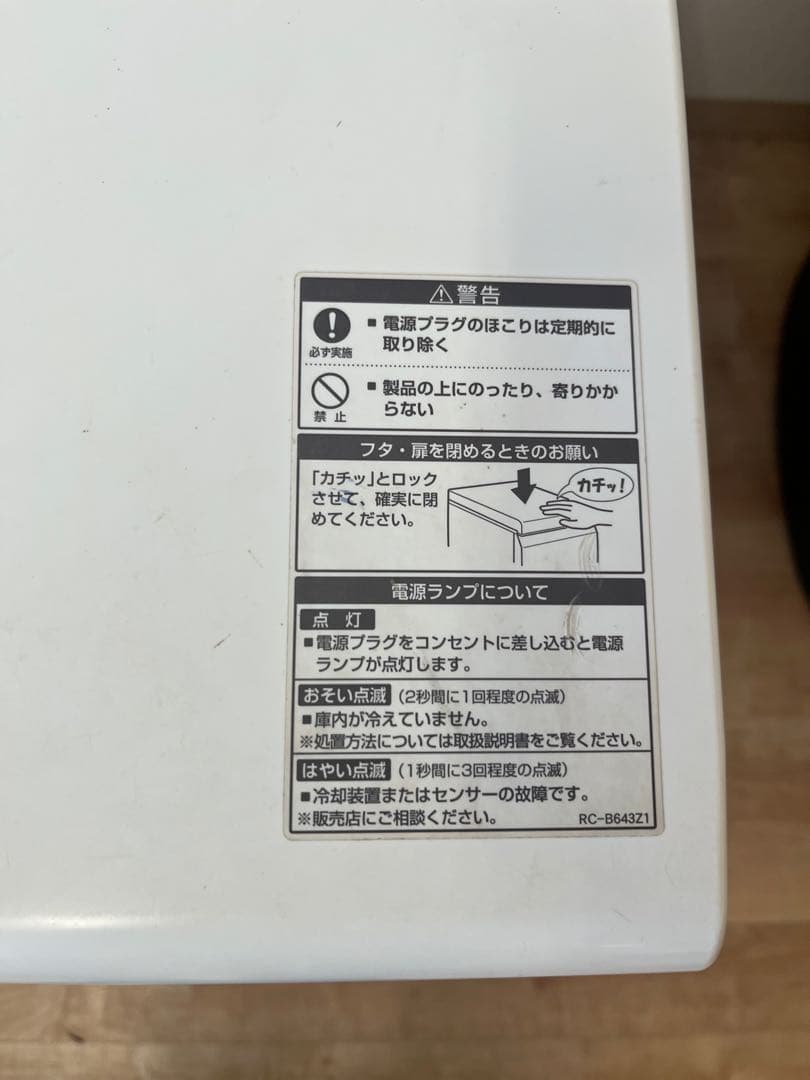 ⚠警告
必ず実施
■電源プラグのほこりは定期的に
取り除く
禁止
■製品の上にのったり、寄りかか
らない
フタ・扉を閉めるときのお願い
「カチッ」とロック
させて、確実に閉
めてください。
カチッ!
電源ランプについて
点灯
■電源プラグをコンセントに差し込むと電源
ランプが点灯します。
おそい点滅（2秒間に1回程度の点滅）
■庫内が冷えていません。
※処置方法については取扱説明書をご覧ください。
はやい点滅（1秒間に3回程度の点滅）
■冷却装置またはセンサーの故障です。
※販売店にご相談ください。
RC-B643Z1